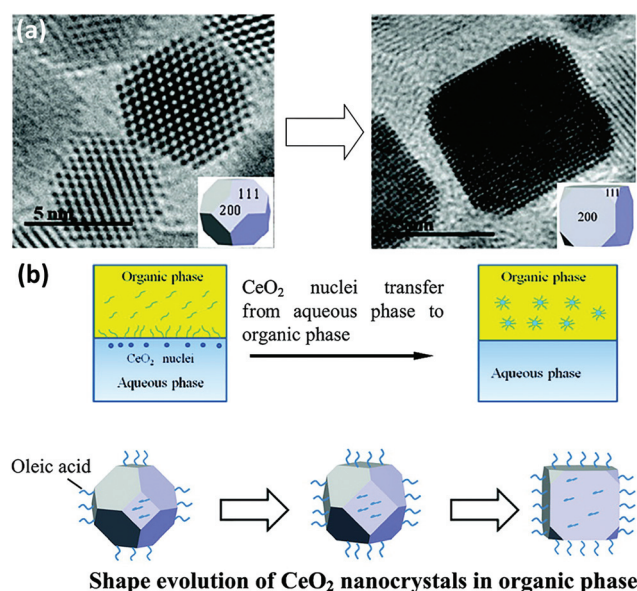 (a)
111
200
5 nm
111
200
(b)
Organic phase
CeO₂ nuclei
Aqueous phase
CeO₂ nuclei transfer
from aqueous phase to
organic phase
Organic phase
Aqueous phase
Oleic acid
Shape evolution of CeO₂ nanocrystals in organic phase